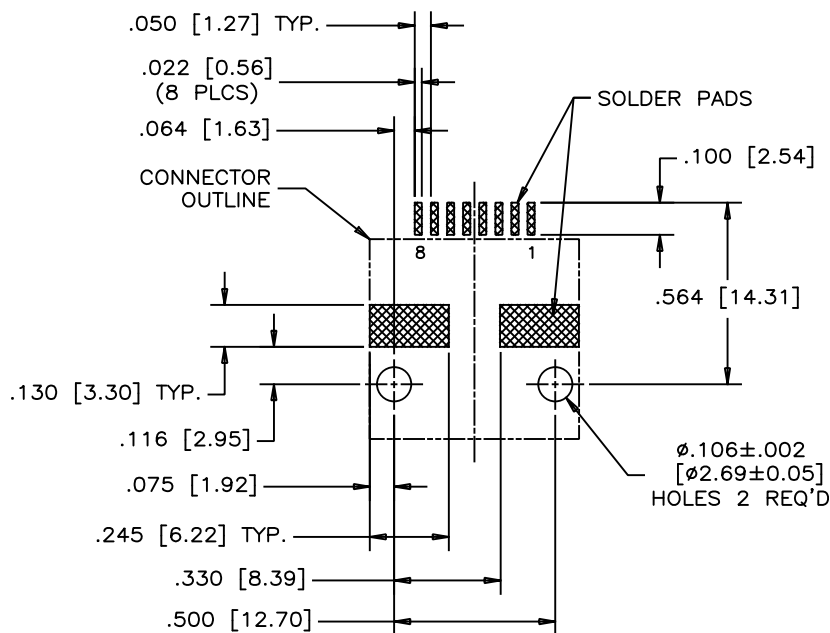 .050 [1.27] TYP.
.022 [0.56]
(8 PLCS)
.064 [1.63]
SOLDER PADS
.100 [2.54]
CONNECTOR
OUTLINE
8
1
.564 [14.31]
.130 [3.30] TYP.
.116 [2.95]
.075 [1.92]
ø.106±.002
[ø2.69±0.05]
HOLES 2 REQ'D
.245 [6.22] TYP.
.330 [8.39]
.500 [12.70]